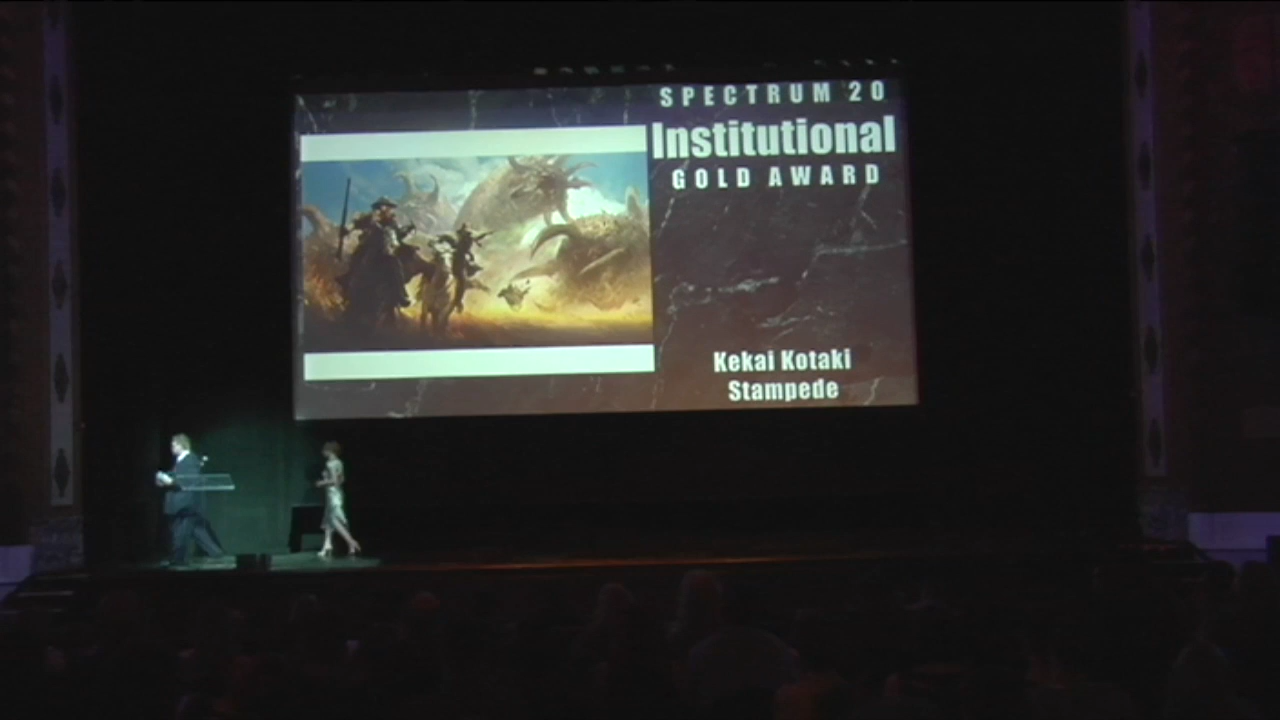 SPECTRUM 20
Institutional
GOLD AWARD
Kekai Kotaki
Stampede